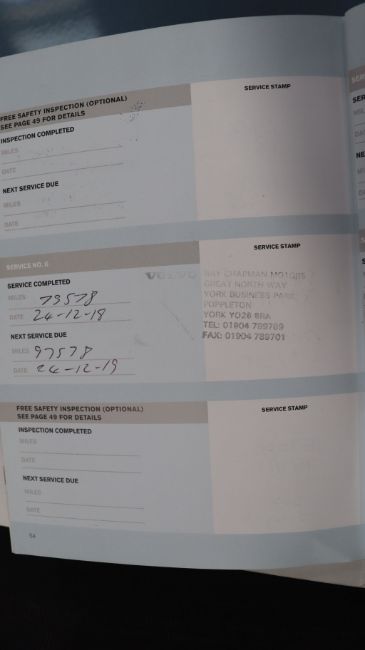 FREE SAFETY INSPECTION (OPTIONAL)
SEE PAGE 49 FOR DETAILS
SERVICE STAMP
INSPECTION COMPLETED
MILES
DATE
NEXT SERVICE DUE
MILES
DATE
SERVICE NO. 6
SERVICE STAMP
SERVICE COMPLETED
MILES 73578
DATE 24-12-18
NEXT SERVICE DUE
MILES 97578
DATE 24-12-19
VOLVO
RAY CHAPMAN MOTORS
GREAT NORTH WAY
YORK BUSINESS PARK
POPPLETON
YORK YO26 6RA
TEL:
FAX:
FREE SAFETY INSPECTION (OPTIONAL)
SEE PAGE 49 FOR DETAILS
SERVICE STAMP
INSPECTION COMPLETED
MILES
DATE
NEXT SERVICE DUE
MILES
DATE
54